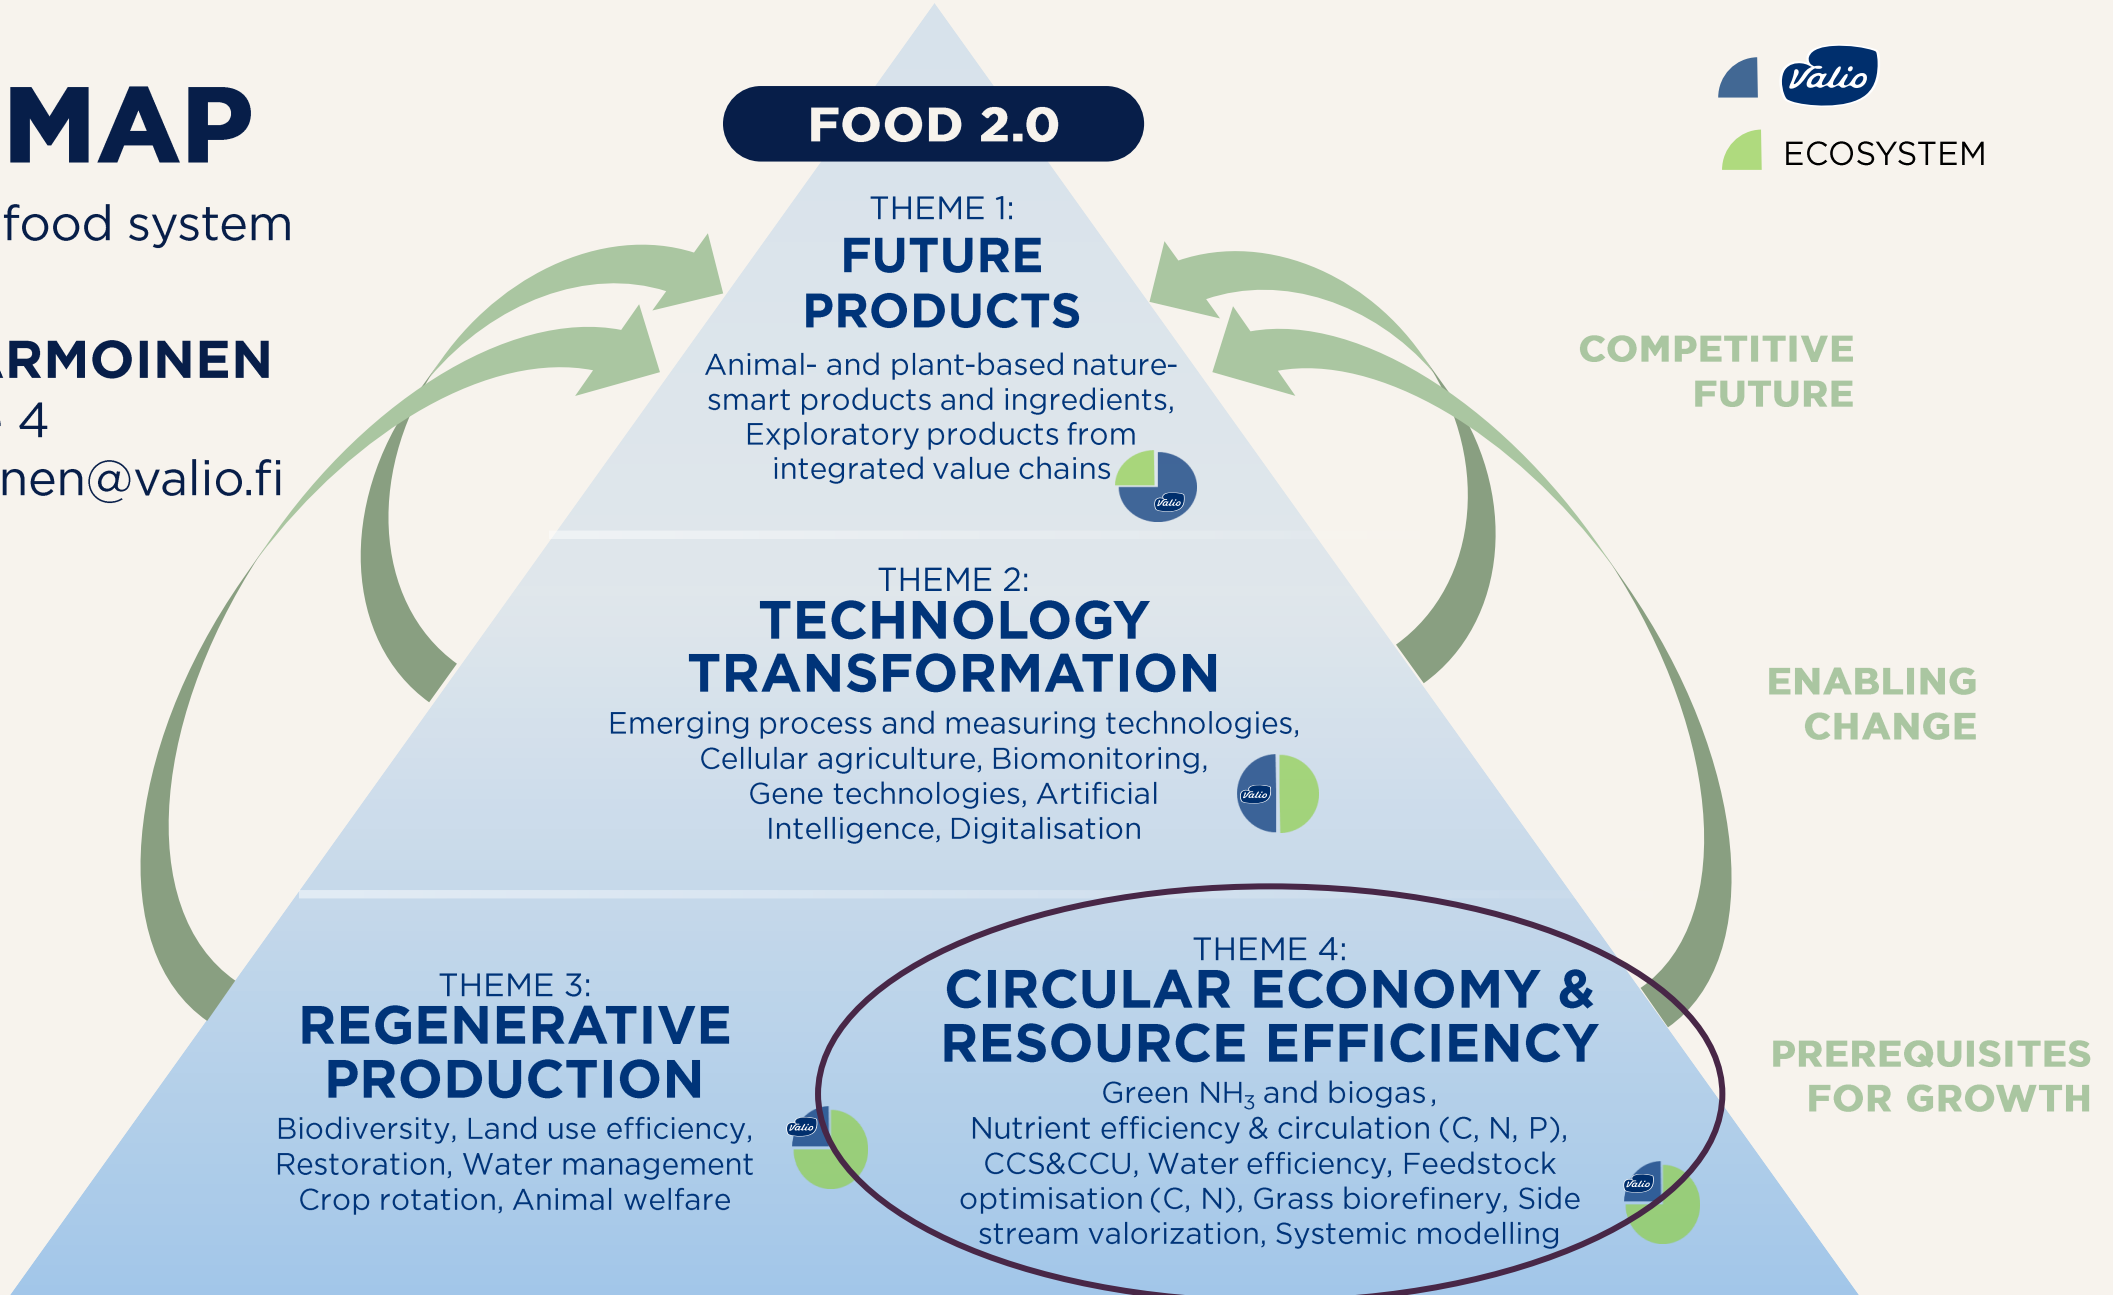 MAP
food system
ARMOINEN
4
nen@valio.fi
FOOD 2.0
Valio
ECOSYSTEM
THEME 1:
FUTURE
PRODUCTS
Animal- and plant-based nature-
smart products and ingredients,
Exploratory products from
integrated value chains
Valio
COMPETITIVE
FUTURE
THEME 2:
TECHNOLOGY
TRANSFORMATION
Emerging process and measuring technologies,
Cellular agriculture, Biomonitoring,
Gene technologies, Artificial
Intelligence, Digitalisation
Valio
ENABLING
CHANGE
THEME 3:
REGENERATIVE
PRODUCTION
Biodiversity, Land use efficiency,
Restoration, Water management
Crop rotation, Animal welfare
Valio
THEME 4:
CIRCULAR ECONOMY &
RESOURCE EFFICIENCY
Green NH₃ and biogas,
Nutrient efficiency & circulation (C, N, P),
CCS&CCU, Water efficiency, Feedstock
optimisation (C, N), Grass biorefinery, Side
stream valorization, Systemic modelling
Valio
PREREQUISITES
FOR GROWTH